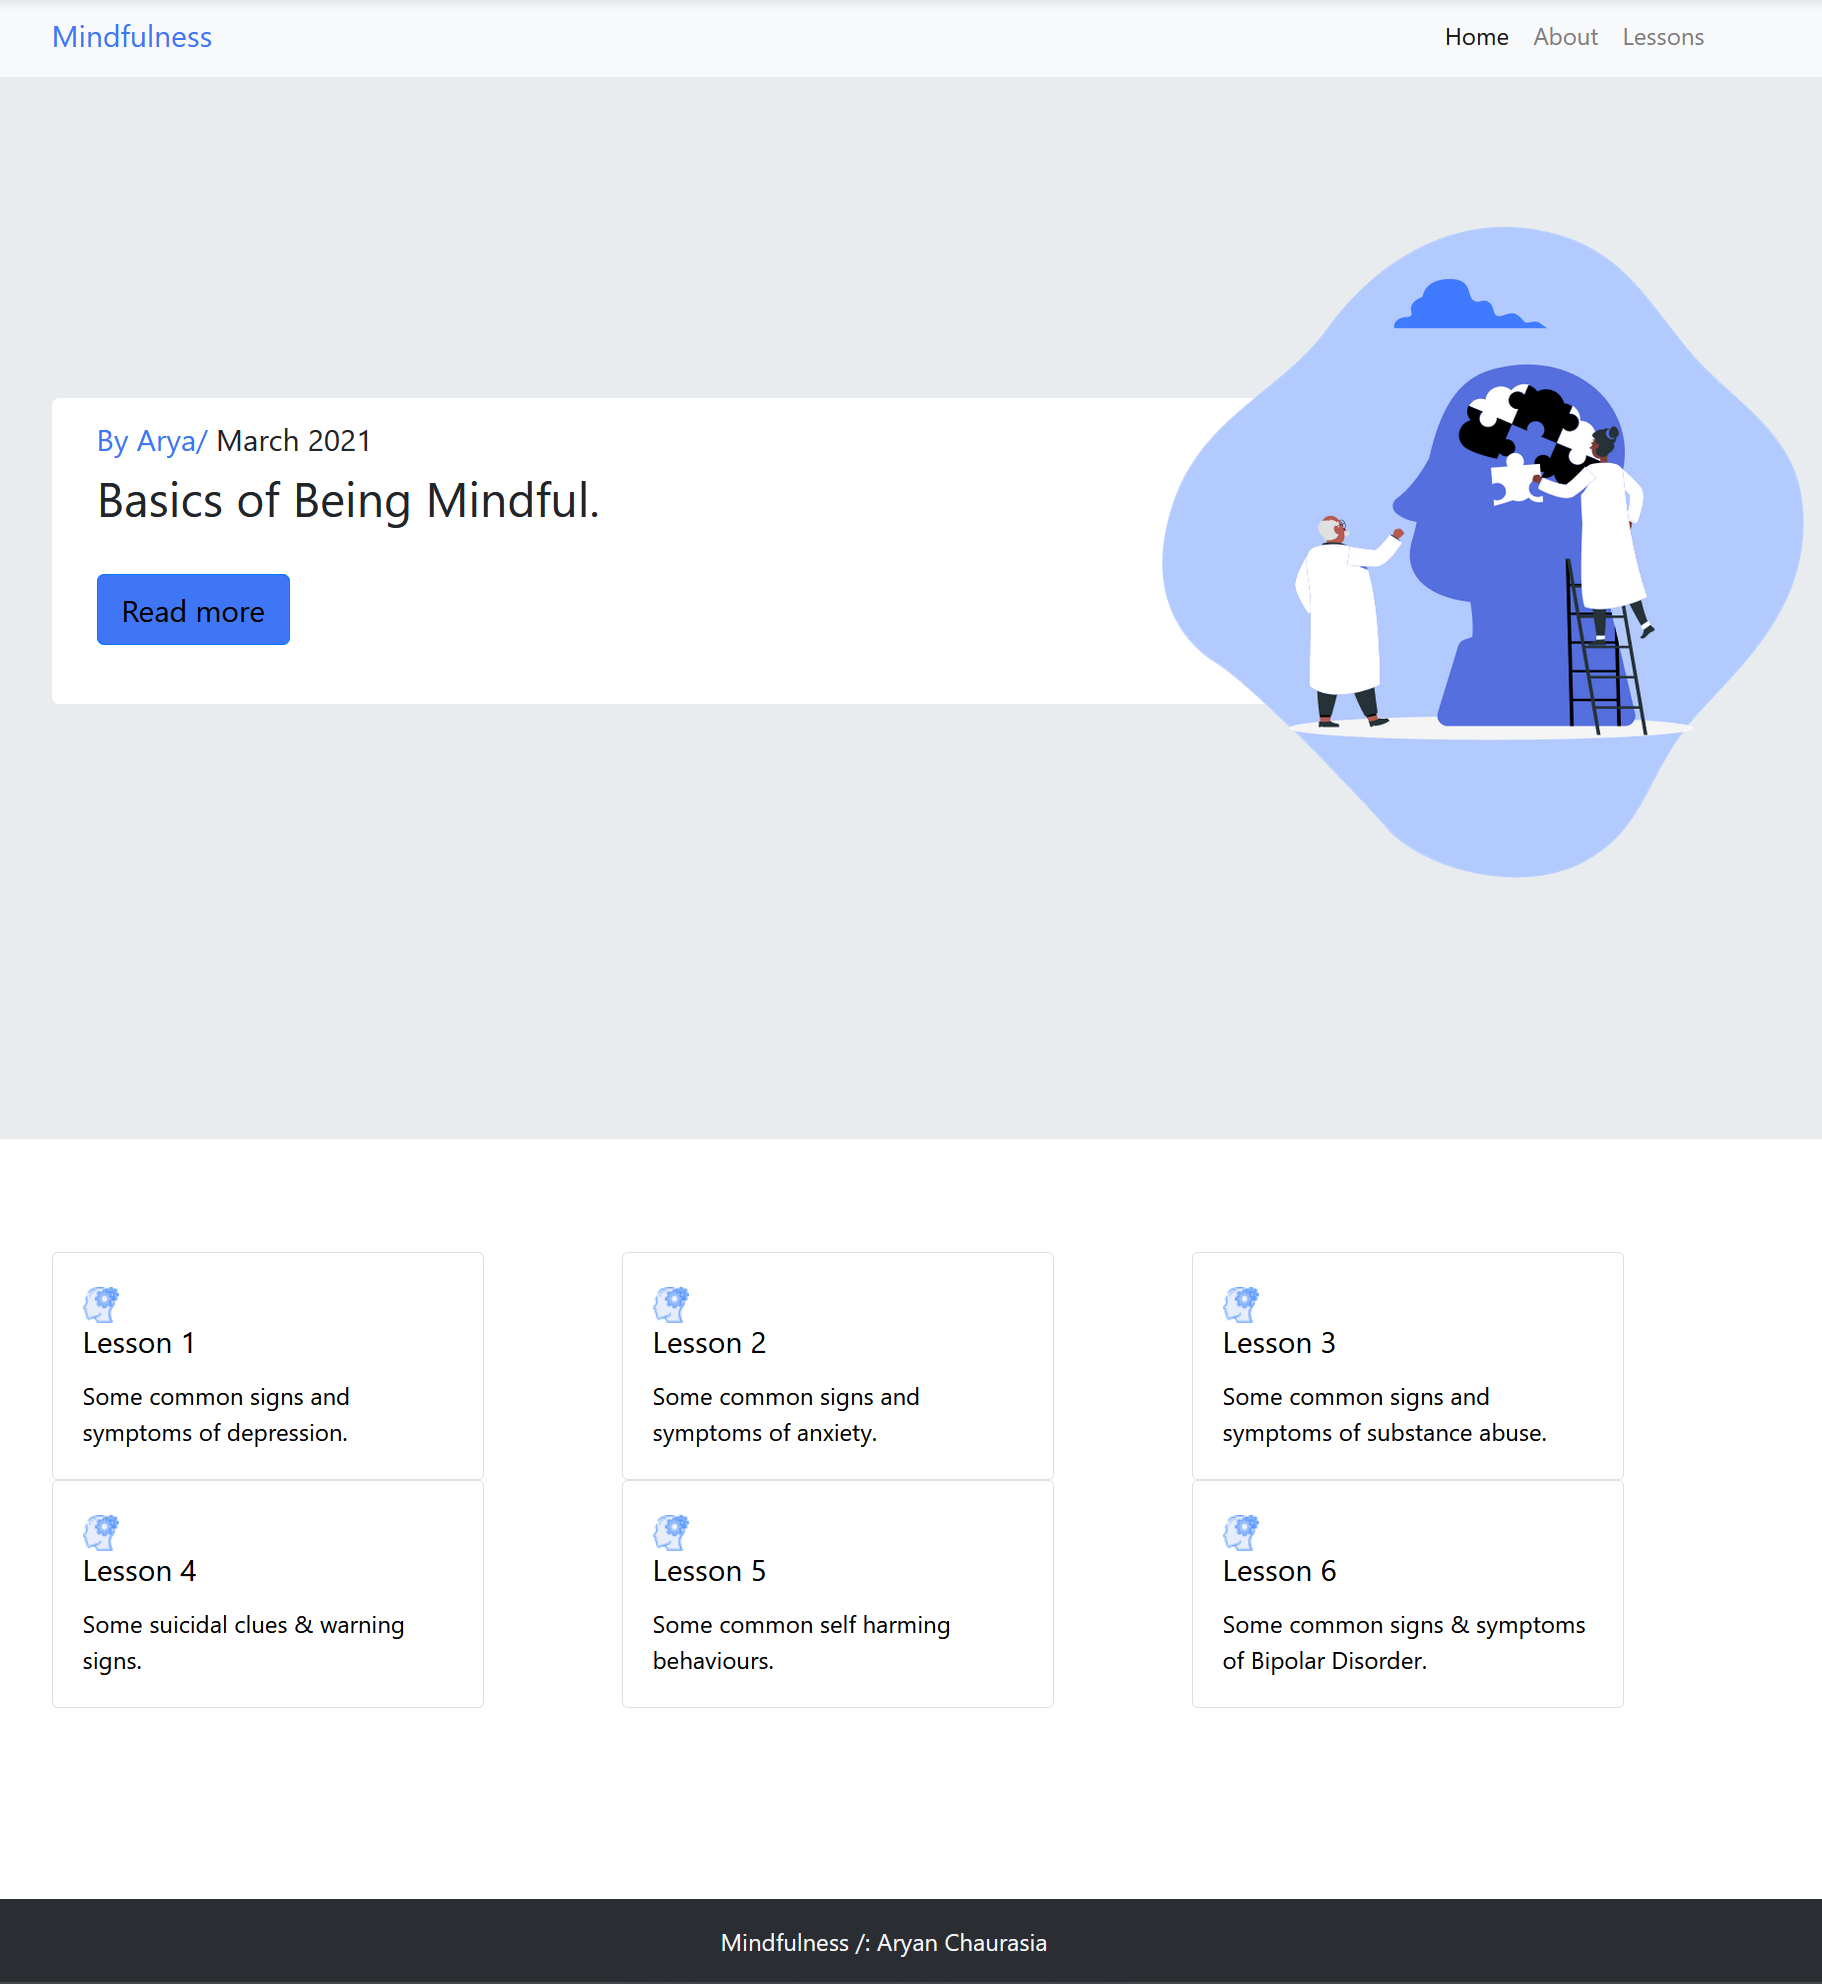 Mindfulness
Home About Lessons
By Arya/ March 2021
Basics of Being Mindful.
Read more
Lesson 1
Some common signs and
symptoms of depression.
Lesson 2
Some common signs and
symptoms of anxiety.
Lesson 3
Some common signs and
symptoms of substance abuse.
Lesson 4
Some suicidal clues & warning
signs.
Lesson 5
Some common self harming
behaviours.
Lesson 6
Some common signs & symptoms
of Bipolar Disorder.
Mindfulness /: Aryan Chaurasia